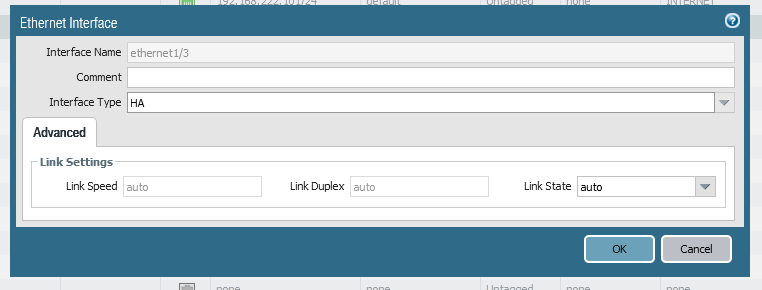 192.168.222.101/24 default Untagged none INTERNET
Ethernet Interface
Interface Name ethernet1/3
Comment
Interface Type HA
Advanced
Link Settings
Link Speed auto Link Duplex auto Link State auto
OK Cancel
none none Untagged none none